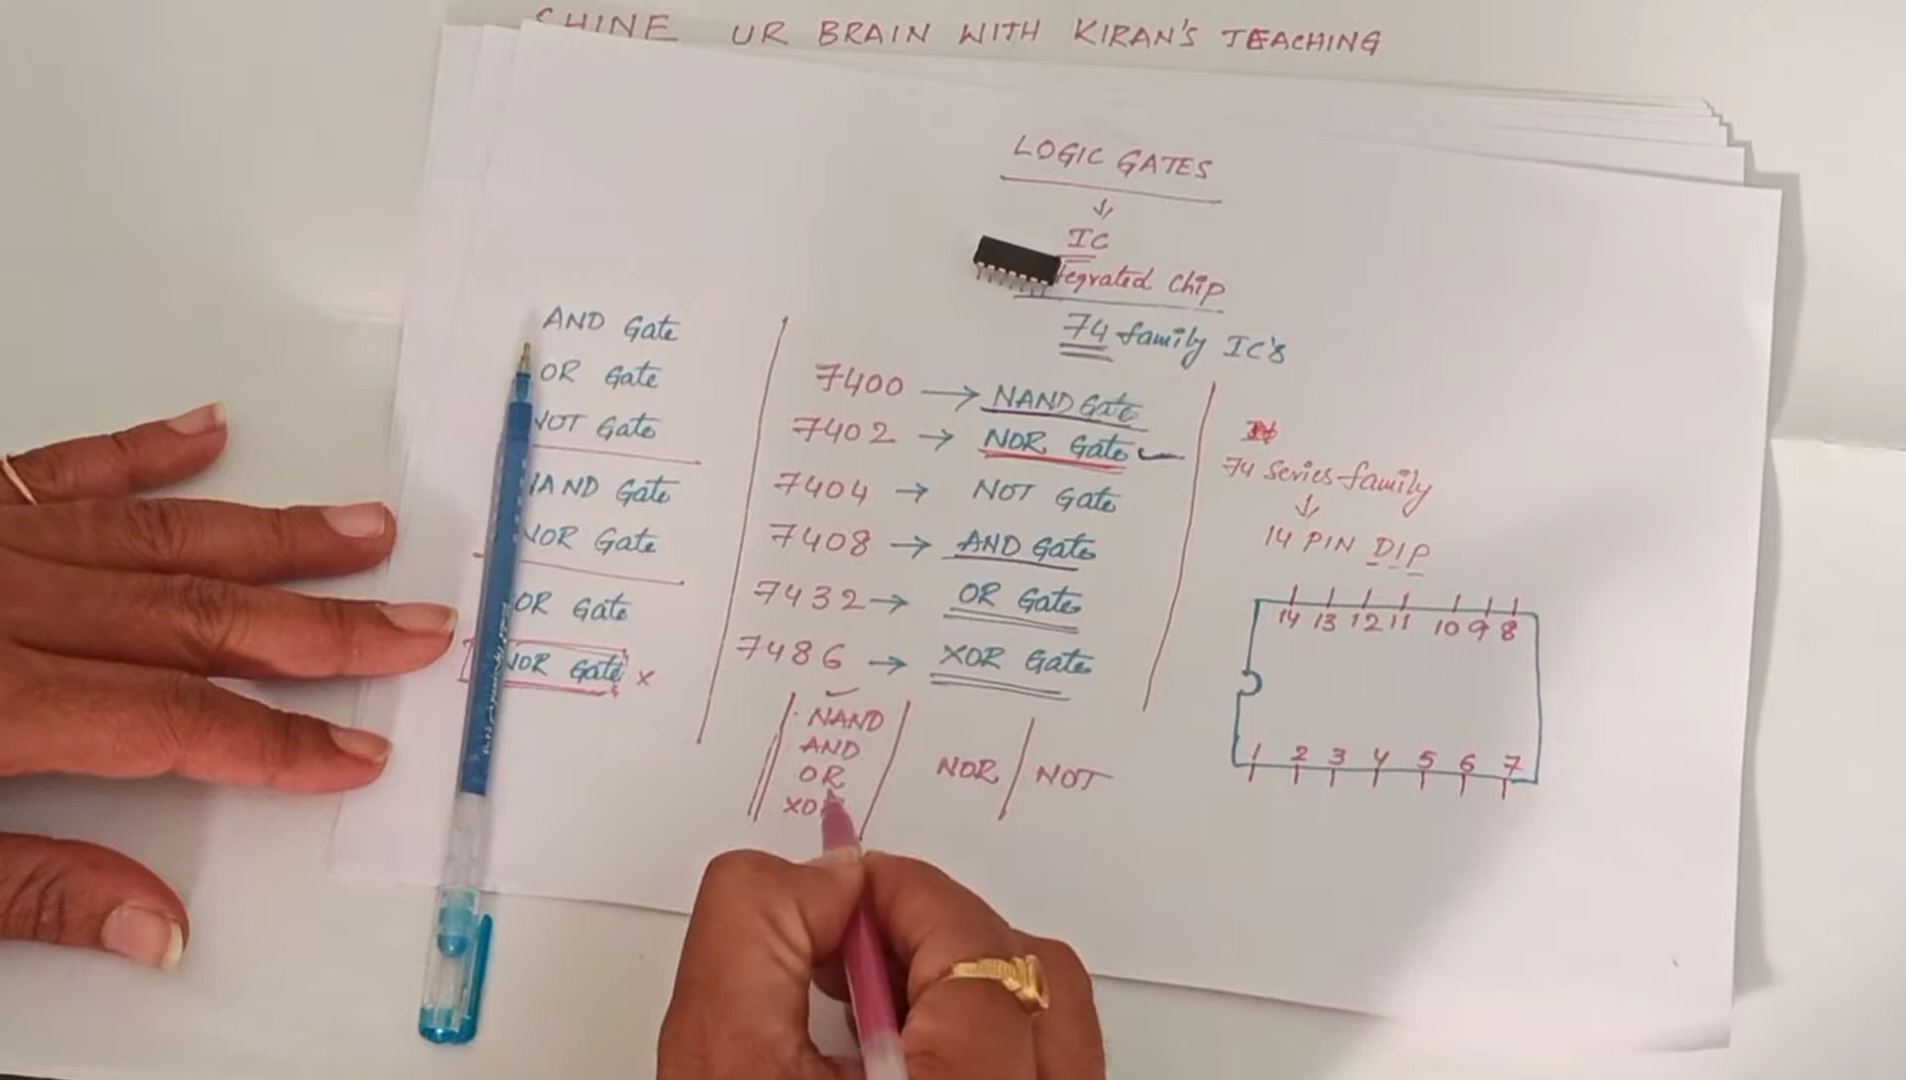 SHINE UR BRAIN WITH KIRAN'S TEACHING
LOGIC GATES
↓
IC
tegrated Chip
74 family IC's
AND Gate
OR Gate
NOT Gate
NAND Gate
NOR Gate
OR Gate
NOR Gate x
7400 → NAND Gate
7402 → NOR Gate
7404 → NOT Gate
7408 → AND Gate
7432 → OR Gate
7486 → XOR Gate
NAND
AND
OR
XOR
NOR
NOT
74 Series family
↓
14 PIN DIP
14 13 12 11 10 9 8
1 2 3 4 5 6 7